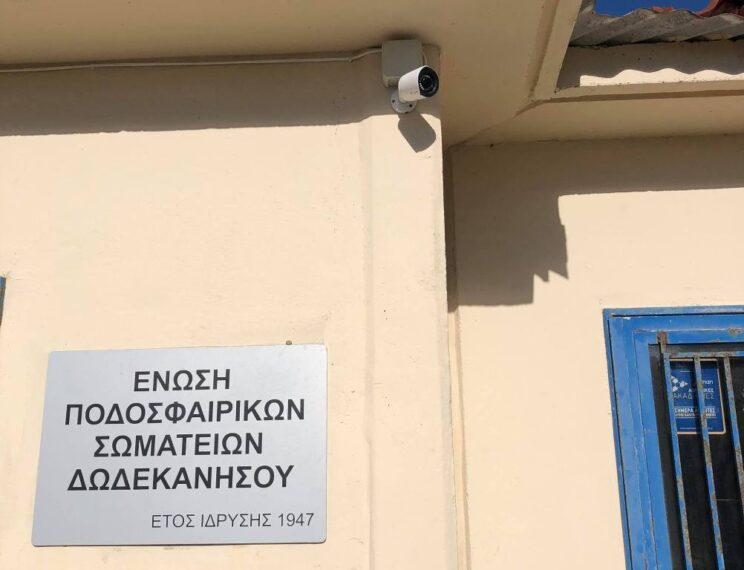 ΕΝΩΣΗ
ΠΟΔΟΣΦΑΙΡΙΚΩΝ
ΣΩΜΑΤΕΙΩΝ
ΔΩΔΕΚΑΝΗΣΟΥ
ΕΤΟΣ ΙΔΡΥΣΗΣ 1947